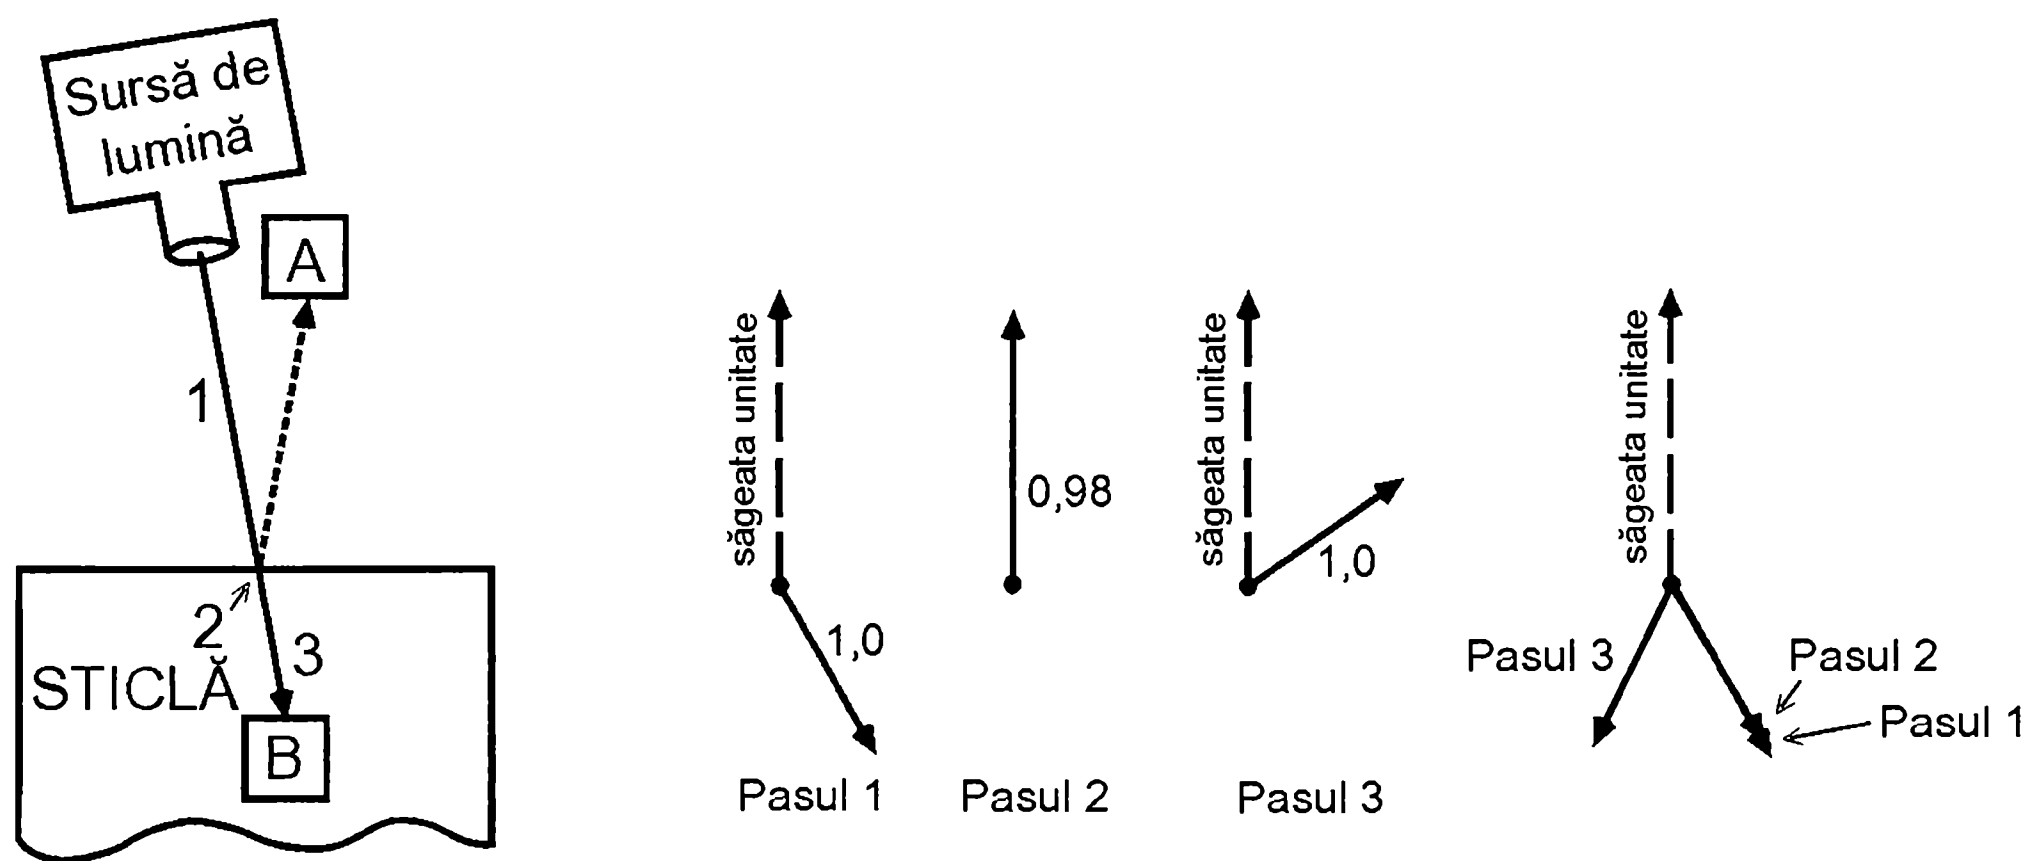 Sursă de
lumină
A
1
2
3
STICLĂ
B
săgeata unitate
1,0
Pasul 1
0,98
Pasul 2
săgeata unitate
1,0
Pasul 3
săgeata unitate
Pasul 3
Pasul 2
Pasul 1